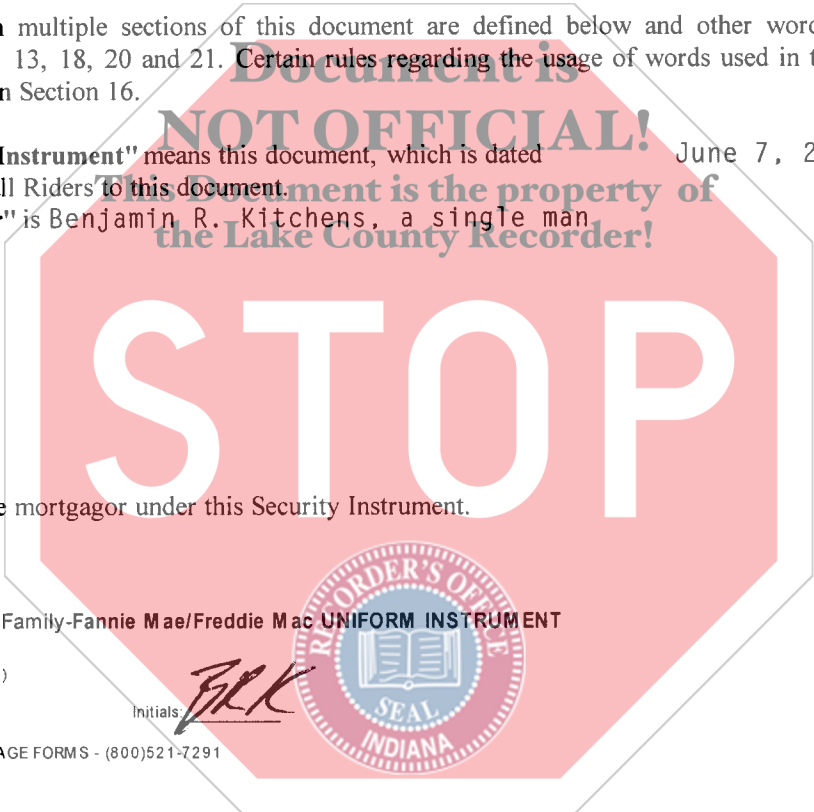 multiple sections of this document are defined below and other
13, 18, 20 and 21. Certain rules regarding the usage of words used in
n Section 16.
Document is
NOT OFFICIAL!
This Document is the property of
the Lake County Recorder!
Instrument" means this document, which is dated June 7, 2
ll Riders to this document.
" is Benjamin R. Kitchens, a single man
STOP
e mortgagor under this Security Instrument.
Family-Fannie Mae/Freddie Mac UNIFORM INSTRUMENT
)
Initials: BRK
AGE FORMS - (800)521-7291
RECORDER'S OFFICE
SEAL
INDIANA